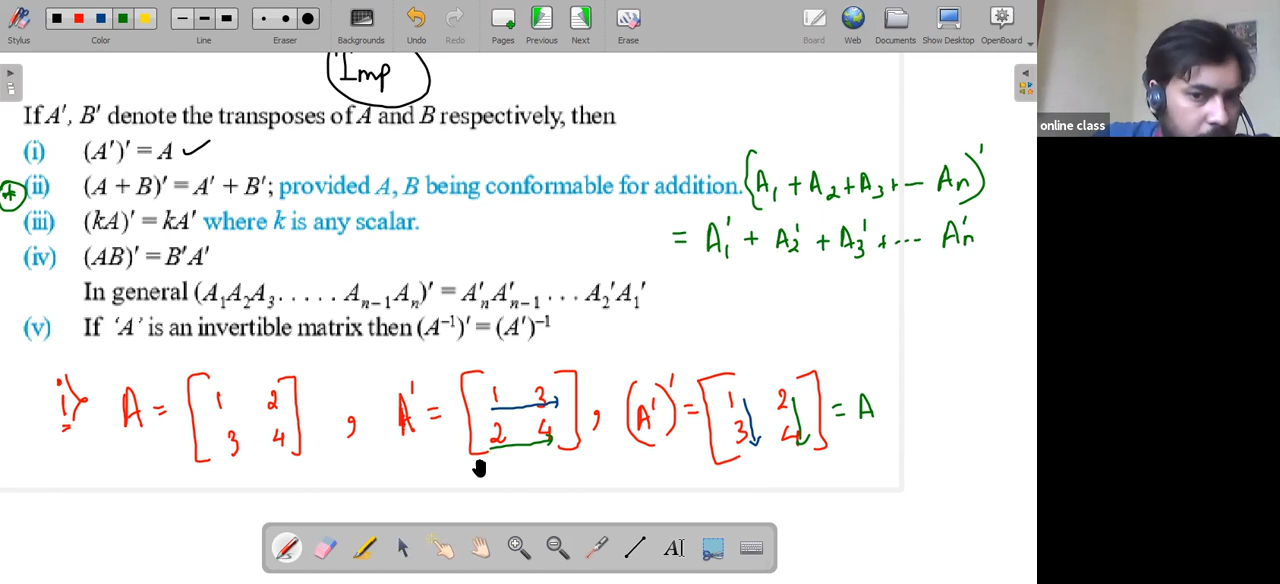 Stylus Color Line Eraser Backgrounds Undo Redo Pages Previous Next Erase Board Web Documents Show Desktop OpenBoard
Imp
online class
If A′, B′ denote the transposes of A and B respectively, then
(i) (A′)′ = A ✓
* (ii) (A + B)′ = A′ + B′; provided A, B being conformable for addition. (A₁ + A₂ + A₃ + -- Aₙ)′
(iii) (kA)′ = kA′ where k is any scalar.
= A₁′ + A₂′ + A₃′ + ... Aₙ′
(iv) (AB)′ = B′A′
In general (A₁A₂A₃ . . . . . Aₙ₋₁Aₙ)′ = A′ₙA′ₙ₋₁ . . . A₂′A₁′
(v) If ‘A’ is an invertible matrix then (A⁻¹)′ = (A′)⁻¹
i) A = [1 2 3 4] , A′ = [1 3 2 4] , (A′)′ = [1 2 3 4] = A
AI